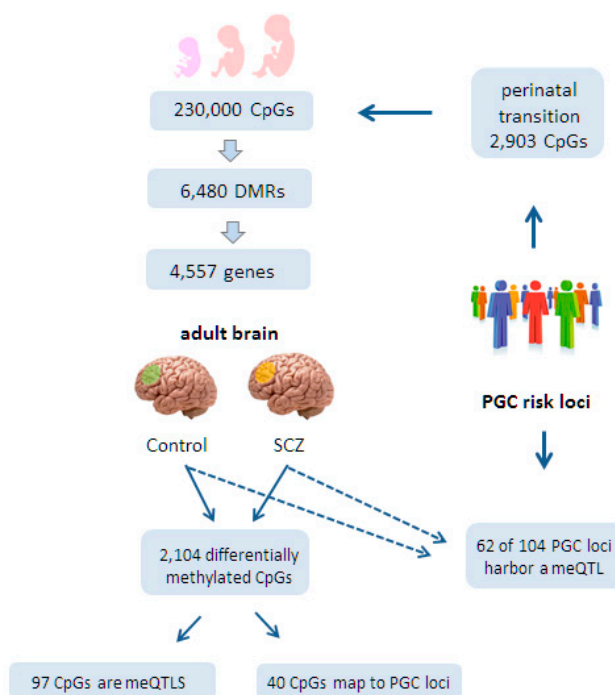 230,000 CpGs
perinatal
transition
2,903 CpGs
6,480 DMRs
4,557 genes
adult brain
PGC risk loci
Control
SCZ
2,104 differentially
methylated CpGs
62 of 104 PGC loci
harbor a meQTL
97 CpGs are meQTLS
40 CpGs map to PGC loci